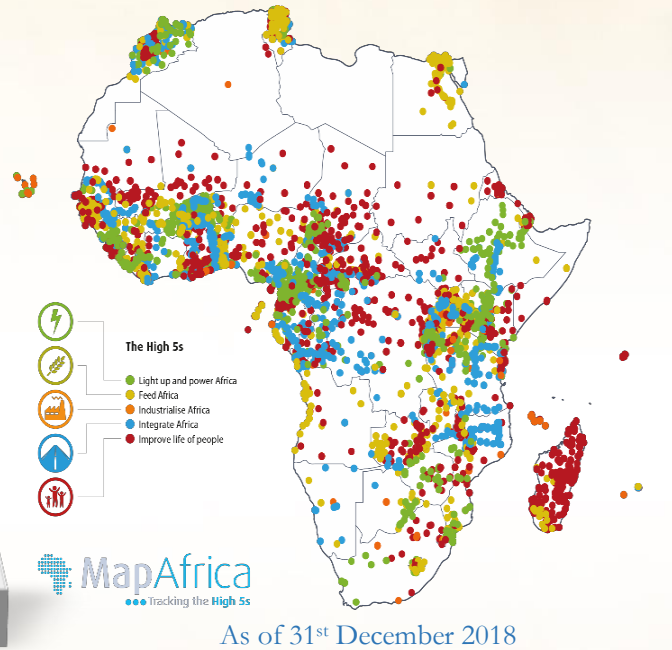 The High 5s
Light up and power Africa
Feed Africa
Industrialise Africa
Integrate Africa
Improve life of people
MapAfrica
Tracking the High 5s
As of 31st December 2018